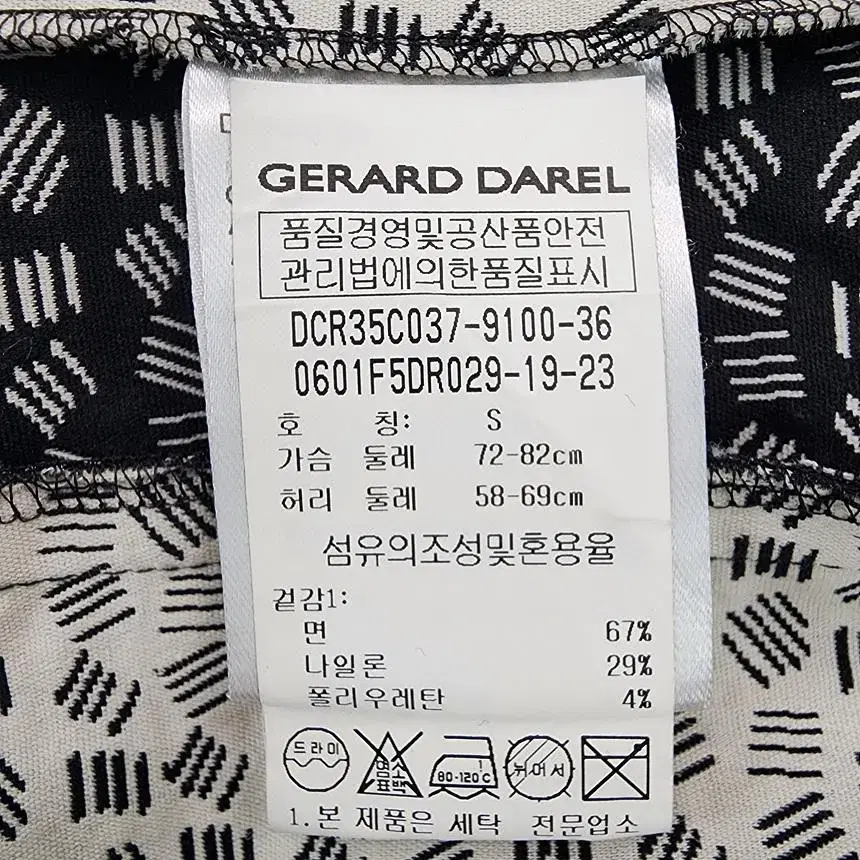 GERARD DAREL
품질경영및공산품안전
관리법에의한품질표시
DCR35C037-9100-36
0601F5DR029-19-23
호 칭: S
가슴 둘레 72-82cm
허리 둘레 58-69cm
섬유의조성및혼용율
겉감1:
면 67%
나일론 29%
폴리우레탄 4%
드라이 염소 표백 1 80-120℃ 뉘어서
1.본 제품은 세탁 전문업소